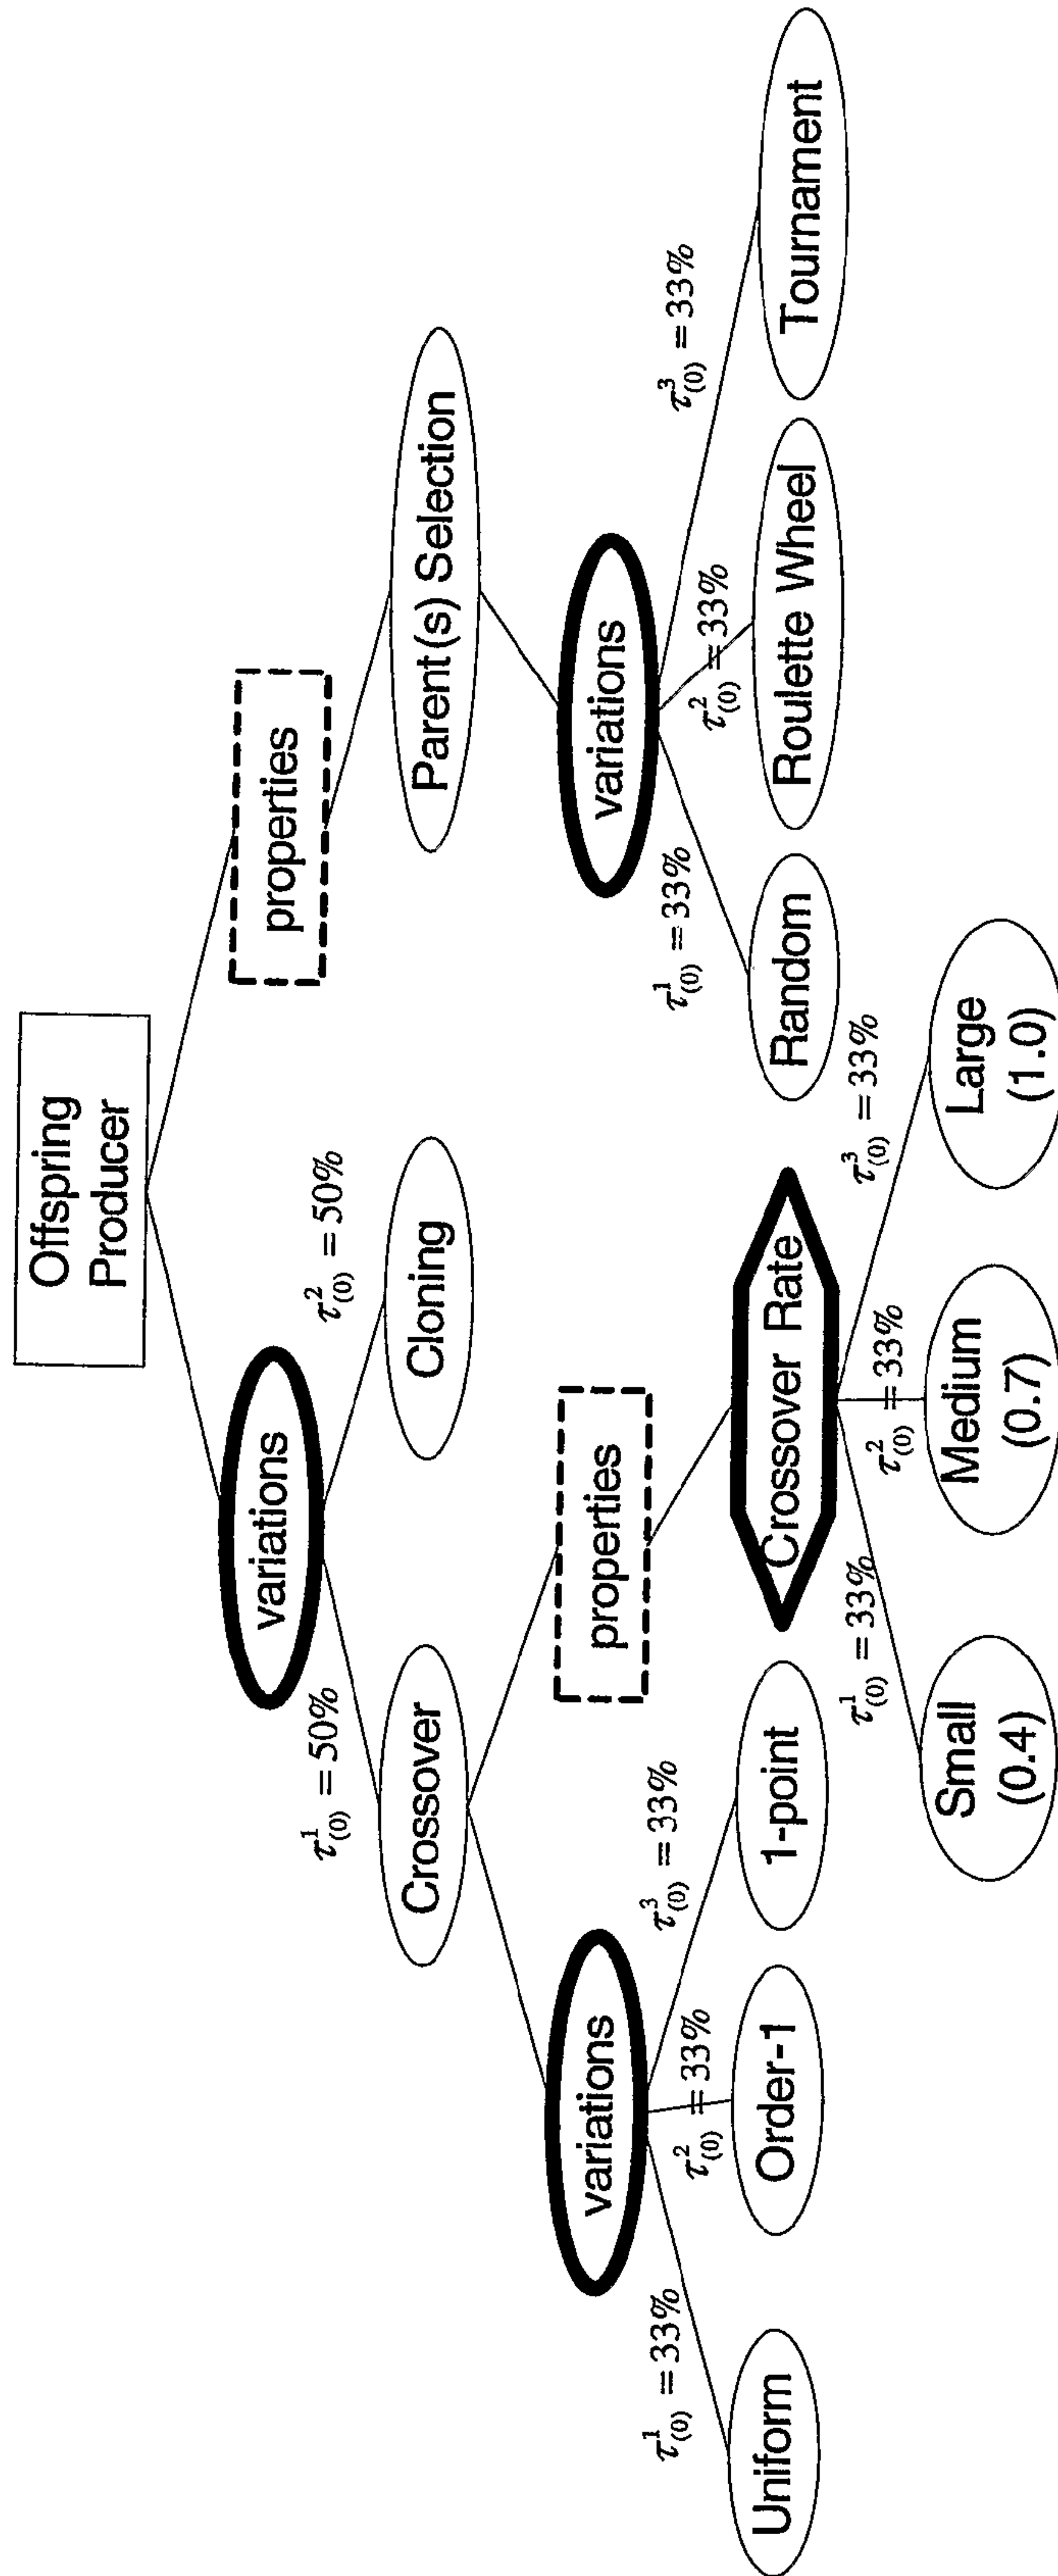 Offspring
Producer
variations
properties
τ¹₍₀₎ = 50%
τ²₍₀₎ = 50%
Crossover
Cloning
Parent(s) Selection
variations
properties
variations
τ¹₍₀₎ = 33%
τ²₍₀₎ = 33%
τ³₍₀₎ = 33%
τ¹₍₀₎ = 33%
τ²₍₀₎ = 33%
τ³₍₀₎ = 33%
Uniform
Order-1
1-point
Crossover Rate
Random
Roulette Wheel
Tournament
τ¹₍₀₎ = 33%
τ²₍₀₎ = 33%
τ³₍₀₎ = 33%
Small
(0.4)
Medium
(0.7)
Large
(1.0)